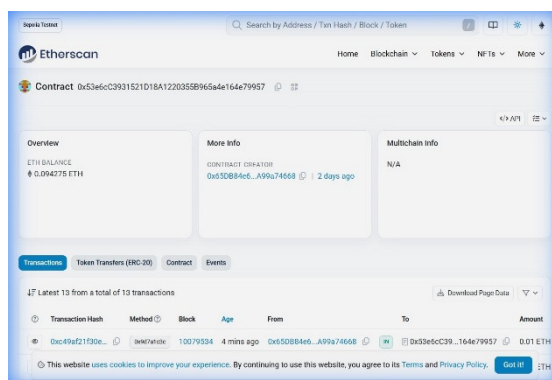 Sepolia Testnet
Search by Address / Txn Hash / Block / Token
/
Etherscan
Home Blockchain Tokens NFTs More
Contract 0x53e6cC3931521D18A1220355B965a4e164e79957
</> API
Overview
ETH BALANCE
0.094275 ETH
More Info
CONTRACT CREATOR
0x65DB84e6...A99a74668 | 2 days ago
Multichain Info
N/A
Transactions Token Transfers (ERC-20) Contract Events
Latest 13 from a total of 13 transactions
Download Page Data
Transaction Hash Method Block Age From To Amount
0xc49af21f30e... 10079534 4 mins ago 0x65DB84e6...A99a74668 IN 0x53e6cC39...164e79957 0.01 ETH
This website uses cookies to improve your experience. By continuing to use this website, you agree to its Terms and Privacy Policy. Got it!